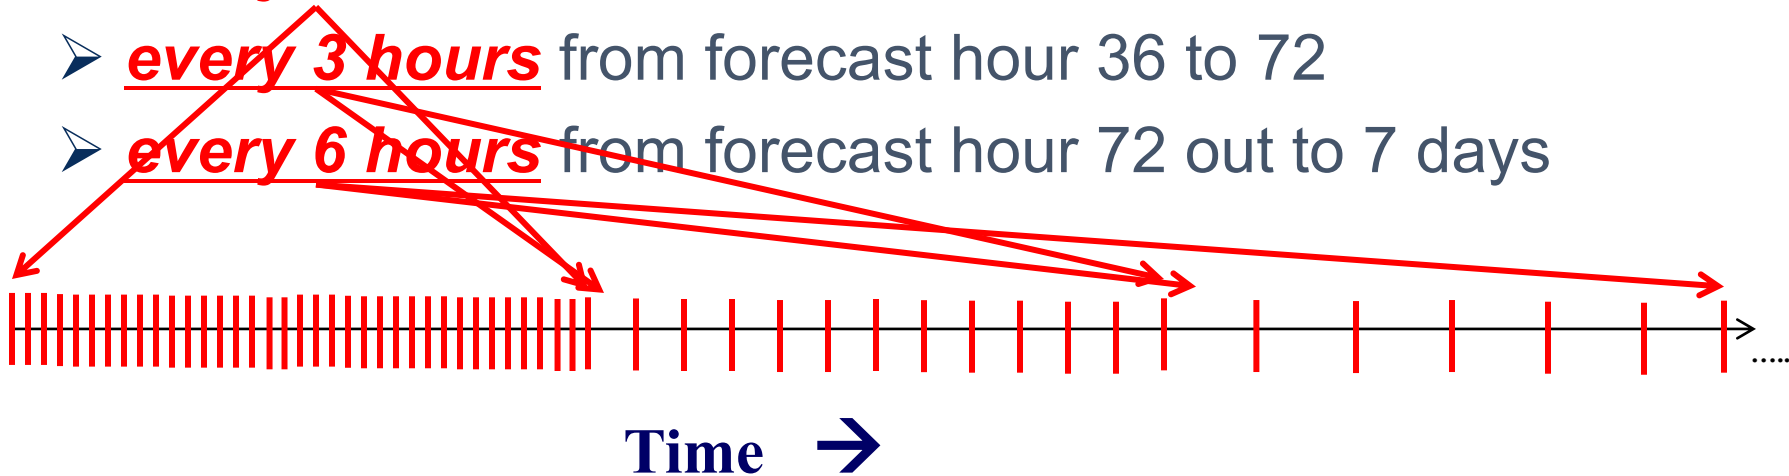 every 3 hours from forecast hour 36 to 72
every 6 hours from forecast hour 72 out to 7 days
.....
Time →